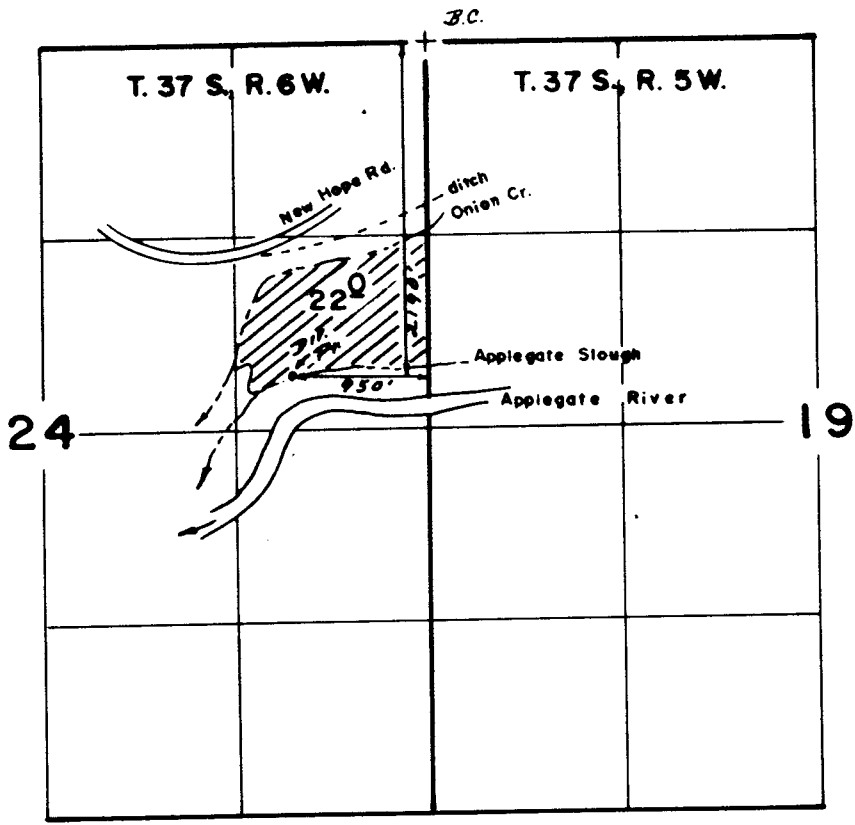 B.C.
T. 37 S., R. 6 W.
T. 37 S., R. 5 W.
New Hope Rd.
ditch
Onion Cr.
22.0
2190'
Applegate Slough
950'
Applegate River
24
19